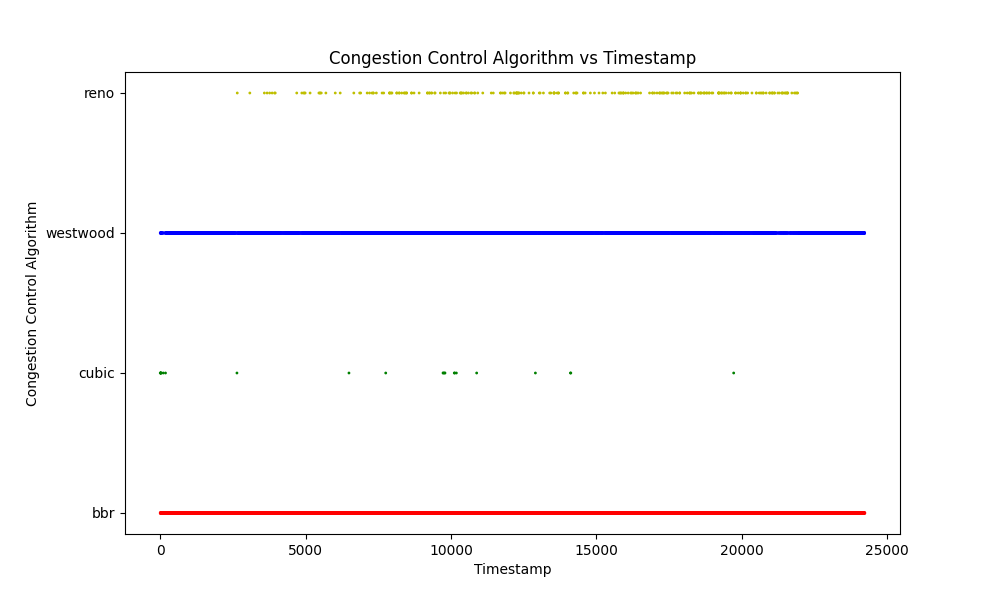 Congestion Control Algorithm vs Timestamp
reno
westwood
cubic
bbr
Congestion Control Algorithm
0 5000 10000 15000 20000 25000
Timestamp